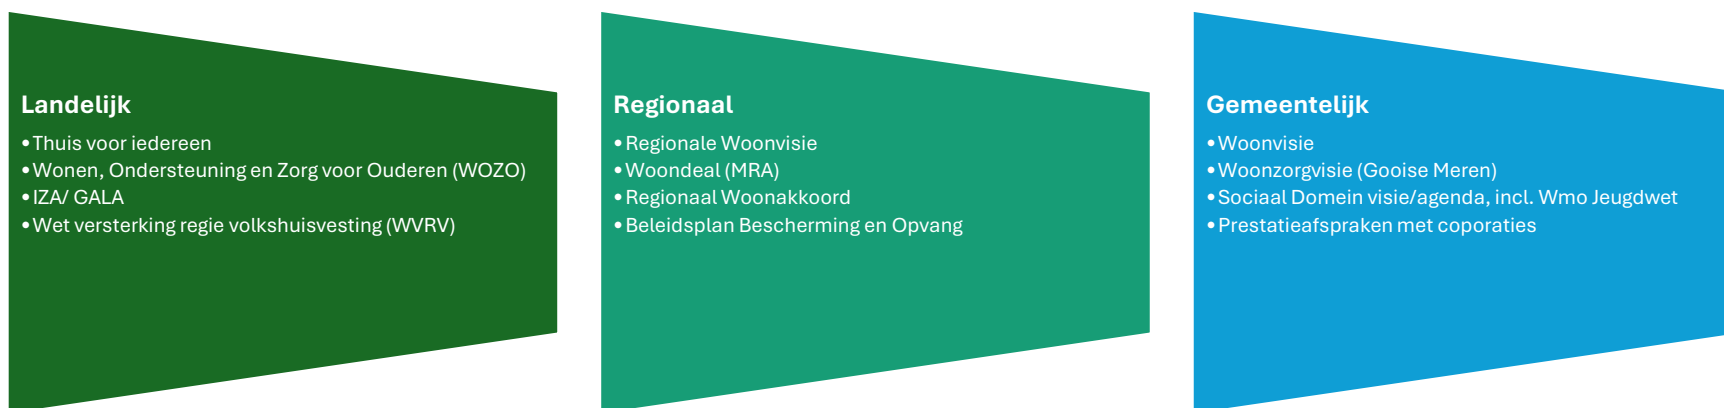 Landelijk
•Thuis voor iedereen
•Wonen, Ondersteuning en Zorg voor Ouderen (WOZO)
•IZA/ GALA
•Wet versterking regie volkshuisvesting (WVRV)
Regionaal
•Regionale Woonvisie
•Woondeal (MRA)
•Regionaal Woonakkoord
•Beleidsplan Bescherming en Opvang
Gemeentelijk
•Woonvisie
•Woonzorgvisie (Gooise Meren)
•Sociaal Domein visie/agenda, incl. Wmo Jeugdwet
•Prestatieafspraken met coporaties